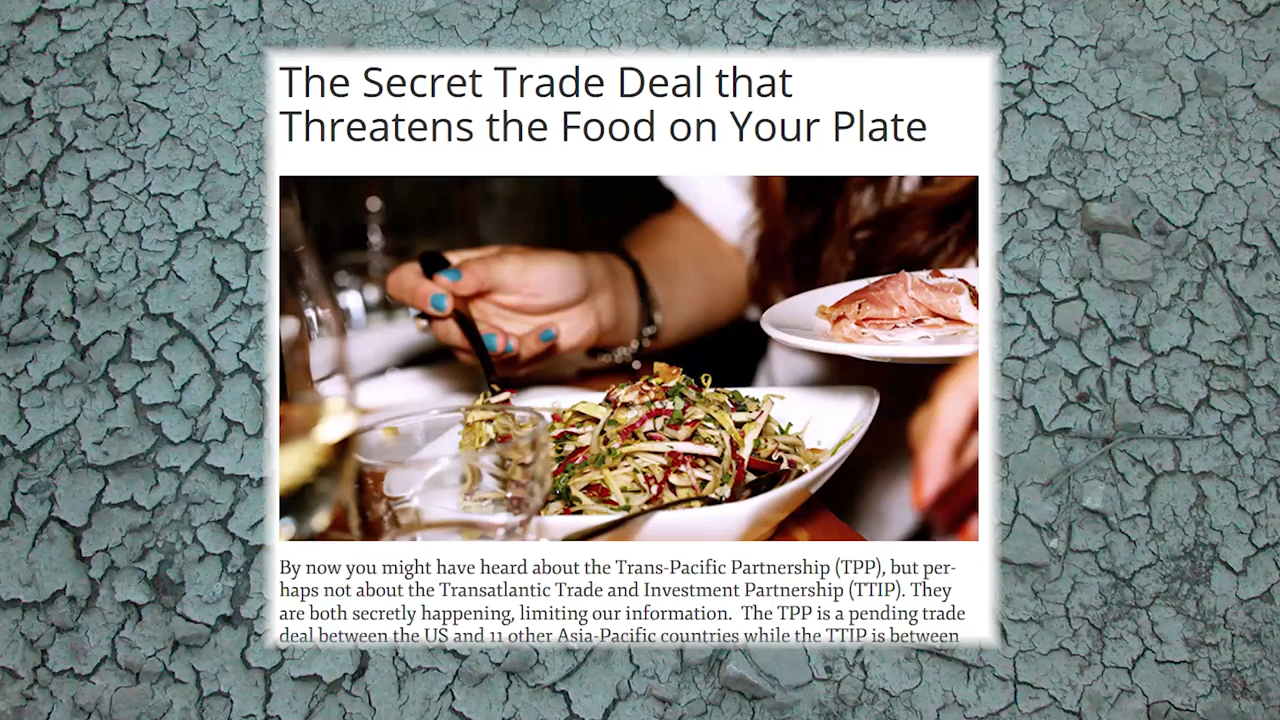 The Secret Trade Deal that
Threatens the Food on Your Plate
By now you might have heard about the Trans-Pacific Partnership (TPP), but per-
haps not about the Transatlantic Trade and Investment Partnership (TTIP). They
are both secretly happening, limiting our information. The TPP is a pending trade
deal between the US and 11 other Asia-Pacific countries while the TTIP is between